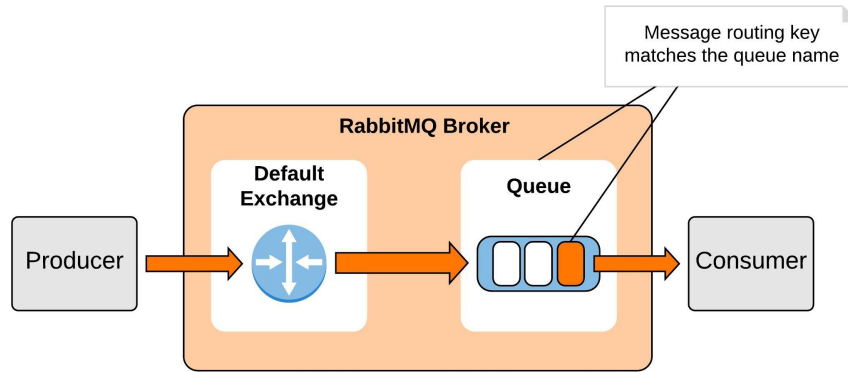 Message routing key
matches the queue name
RabbitMQ Broker
Default
Exchange
Queue
Producer
Consumer